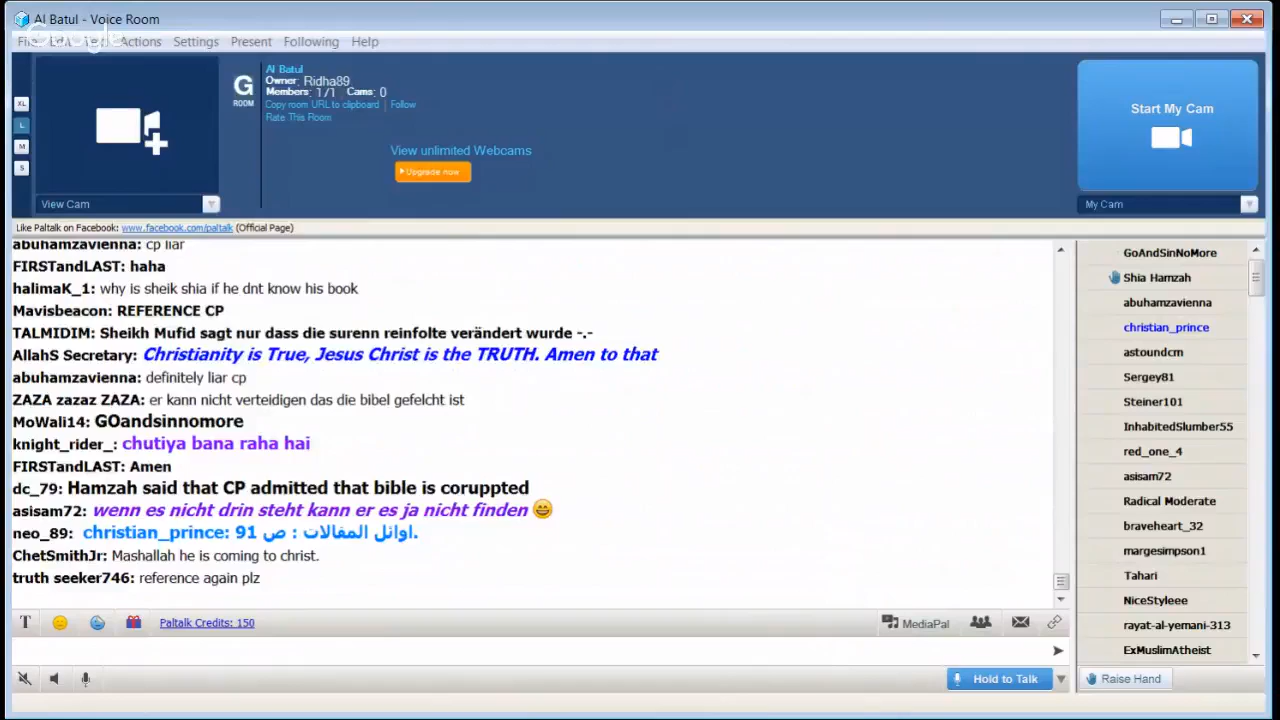 Al Batul - Voice Room
Google
Actions Settings Present Following Help
XL
L
M
S
View Cam
G
ROOM
Al Batul
Owner: Ridha89
Members: 1/1 Cams: 0
Copy room URL to clipboard | Follow
Rate This Room
View unlimited Webcams
Upgrade now
Start My Cam
My Cam
Like Paltalk on Facebook: www.facebook.com/paltalk (Official Page)
abuhamzavienna: cp liar
FIRSTandLAST: haha
halimaK_1: why is sheik shia if he dnt know his book
Mavisbeacon: REFERENCE CP
TALMIDIM: Sheikh Mufid sagt nur dass die surenn reinfolte verändert wurde -.-
AllahS Secretary: Christianity is True, Jesus Christ is the TRUTH. Amen to that
abuhamzavienna: definitely liar cp
ZAZA zazaz ZAZA: er kann nicht verteidigen das die bibel gefelcht ist
MoWali14: GOandsinnomore
knight_rider_: chutiya bana raha hai
FIRSTandLAST: Amen
dc_79: Hamzah said that CP admitted that bible is coruppted
asisam72: wenn es nicht drin steht kann er es ja nicht finden
neo_89: christian_prince: اوائل المقالات : ص 91.
ChetSmithJr: Mashallah he is coming to christ.
truth seeker746: reference again plz
T
Paltalk Credits: 150
MediaPal
Hold to Talk
GoAndSinNoMore
Shia Hamzah
abuhamzavienna
christian_prince
astoundcm
Sergey81
Steiner101
InhabitedSlumber55
red_one_4
asisam72
Radical Moderate
braveheart_32
margesimpson1
Tahari
NiceStyleee
rayat-al-yemani-313
ExMuslimAtheist
Raise Hand